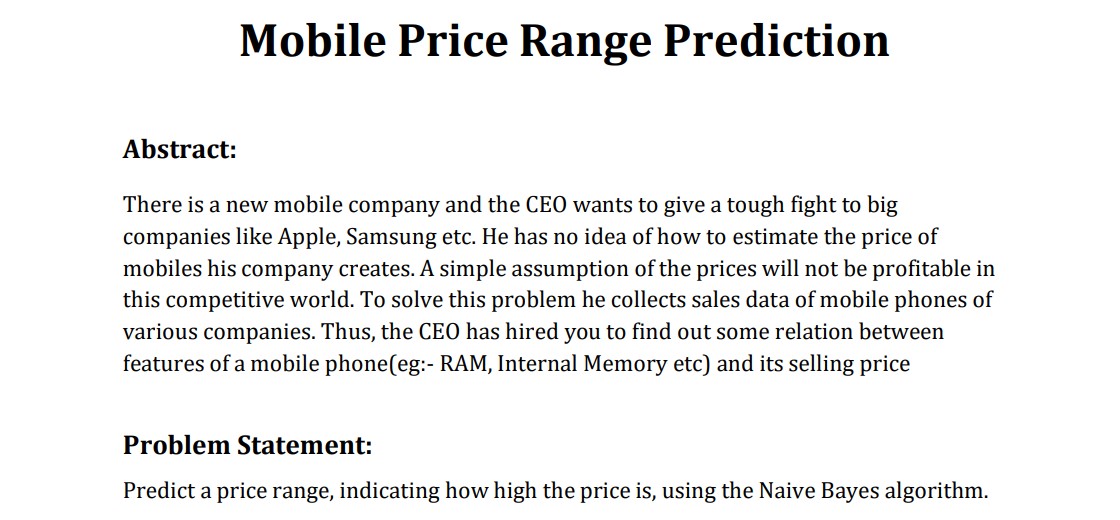 Mobile Price Range Prediction
Abstract:
There is a new mobile company and the CEO wants to give a tough fight to big
companies like Apple, Samsung etc. He has no idea of how to estimate the price of
mobiles his company creates. A simple assumption of the prices will not be profitable in
this competitive world. To solve this problem he collects sales data of mobile phones of
various companies. Thus, the CEO has hired you to find out some relation between
features of a mobile phone(eg:- RAM, Internal Memory etc) and its selling price
Problem Statement:
Predict a price range, indicating how high the price is, using the Naive Bayes algorithm.